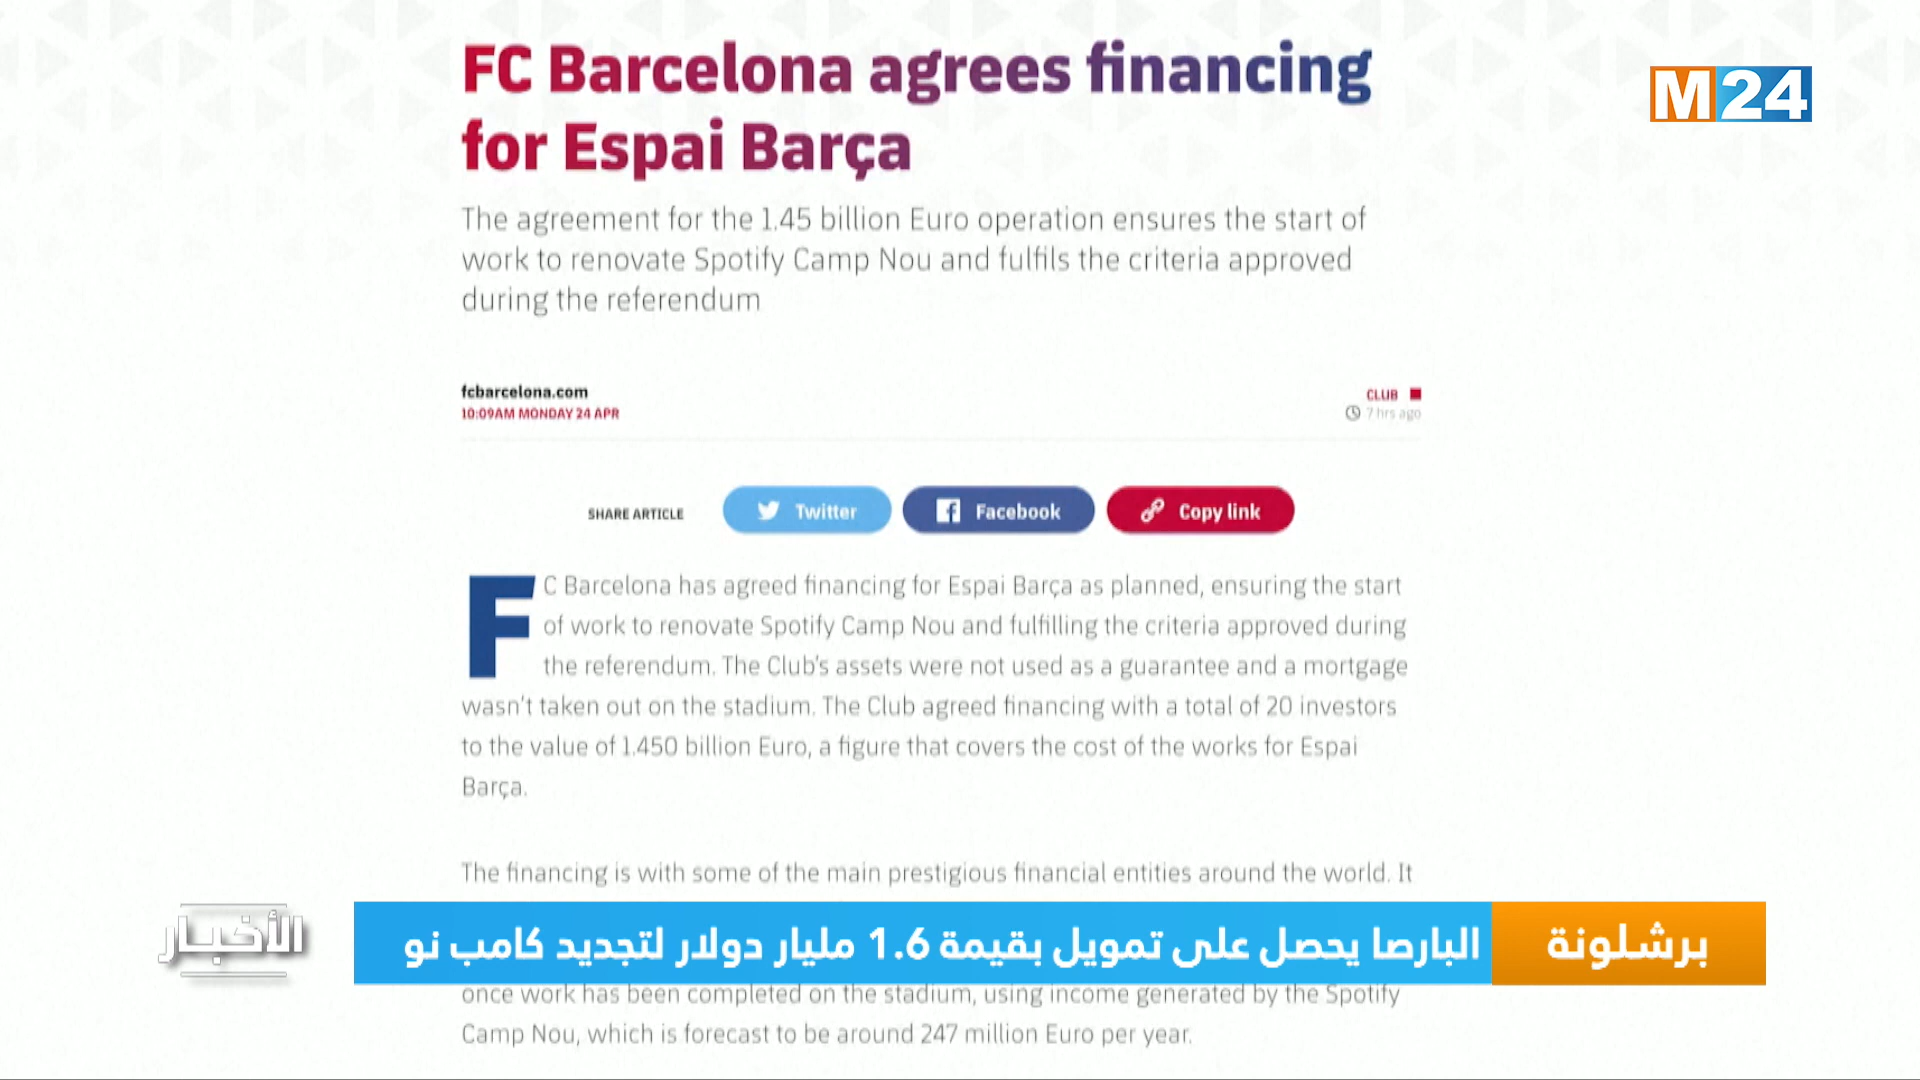 FC Barcelona agrees financing
for Espai Barça
M24
The agreement for the 1.45 billion Euro operation ensures the start of
work to renovate Spotify Camp Nou and fulfils the criteria approved
during the referendum
fcbarcelona.com
CLUB
10:09AM MONDAY 24 APR
7 hrs ago
SHARE ARTICLE
Twitter
Facebook
Copy link
FC Barcelona has agreed financing for Espai Barça as planned, ensuring the start
of work to renovate Spotify Camp Nou and fulfilling the criteria approved during
the referendum. The Club's assets were not used as a guarantee and a mortgage
wasn't taken out on the stadium. The Club agreed financing with a total of 20 investors
to the value of 1.450 billion Euro, a figure that covers the cost of the works for Espai
Barça.
The financing is with some of the main prestigious financial entities around the world. It
برشلونة
البارصا يحصل على تمويل بقيمة 1.6 مليار دولار لتجديد كامب نو
الأخبار
once work has been completed on the stadium, using income generated by the Spotify
Camp Nou, which is forecast to be around 247 million Euro per year.